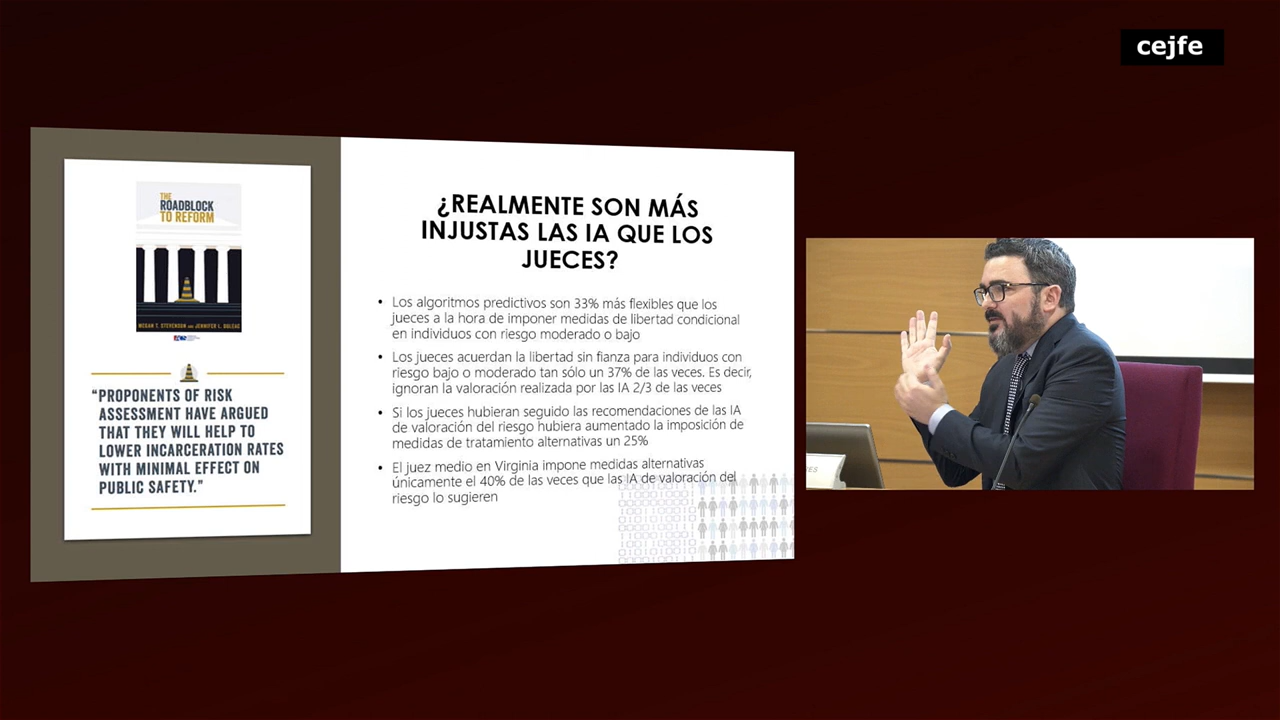 cejfe
THE
ROADBLOCK
TO REFORM
MEGAN T. STEVENSON AND JENNIFER L. DOLEAC
“PROPONENTS OF RISK
ASSESSMENT HAVE ARGUED
THAT THEY WILL HELP TO
LOWER INCARCERATION RATES
WITH MINIMAL EFFECT ON
PUBLIC SAFETY.”
¿REALMENTE SON MÁS
INJUSTAS LAS IA QUE LOS
JUECES?
• Los algoritmos predictivos son 33% más flexibles que los
jueces a la hora de imponer medidas de libertad condicional
en individuos con riesgo moderado o bajo
• Los jueces acuerdan la libertad sin fianza para individuos con
riesgo bajo o moderado tan sólo un 37% de las veces. Es decir,
ignoran la valoración realizada por las IA 2/3 de las veces
• Si los jueces hubieran seguido las recomendaciones de las IA
de valoración del riesgo hubiera aumentado la imposición de
medidas de tratamiento alternativas un 25%
• El juez medio en Virginia impone medidas alternativas
únicamente el 40% de las veces que las IA de valoración del
riesgo lo sugieren